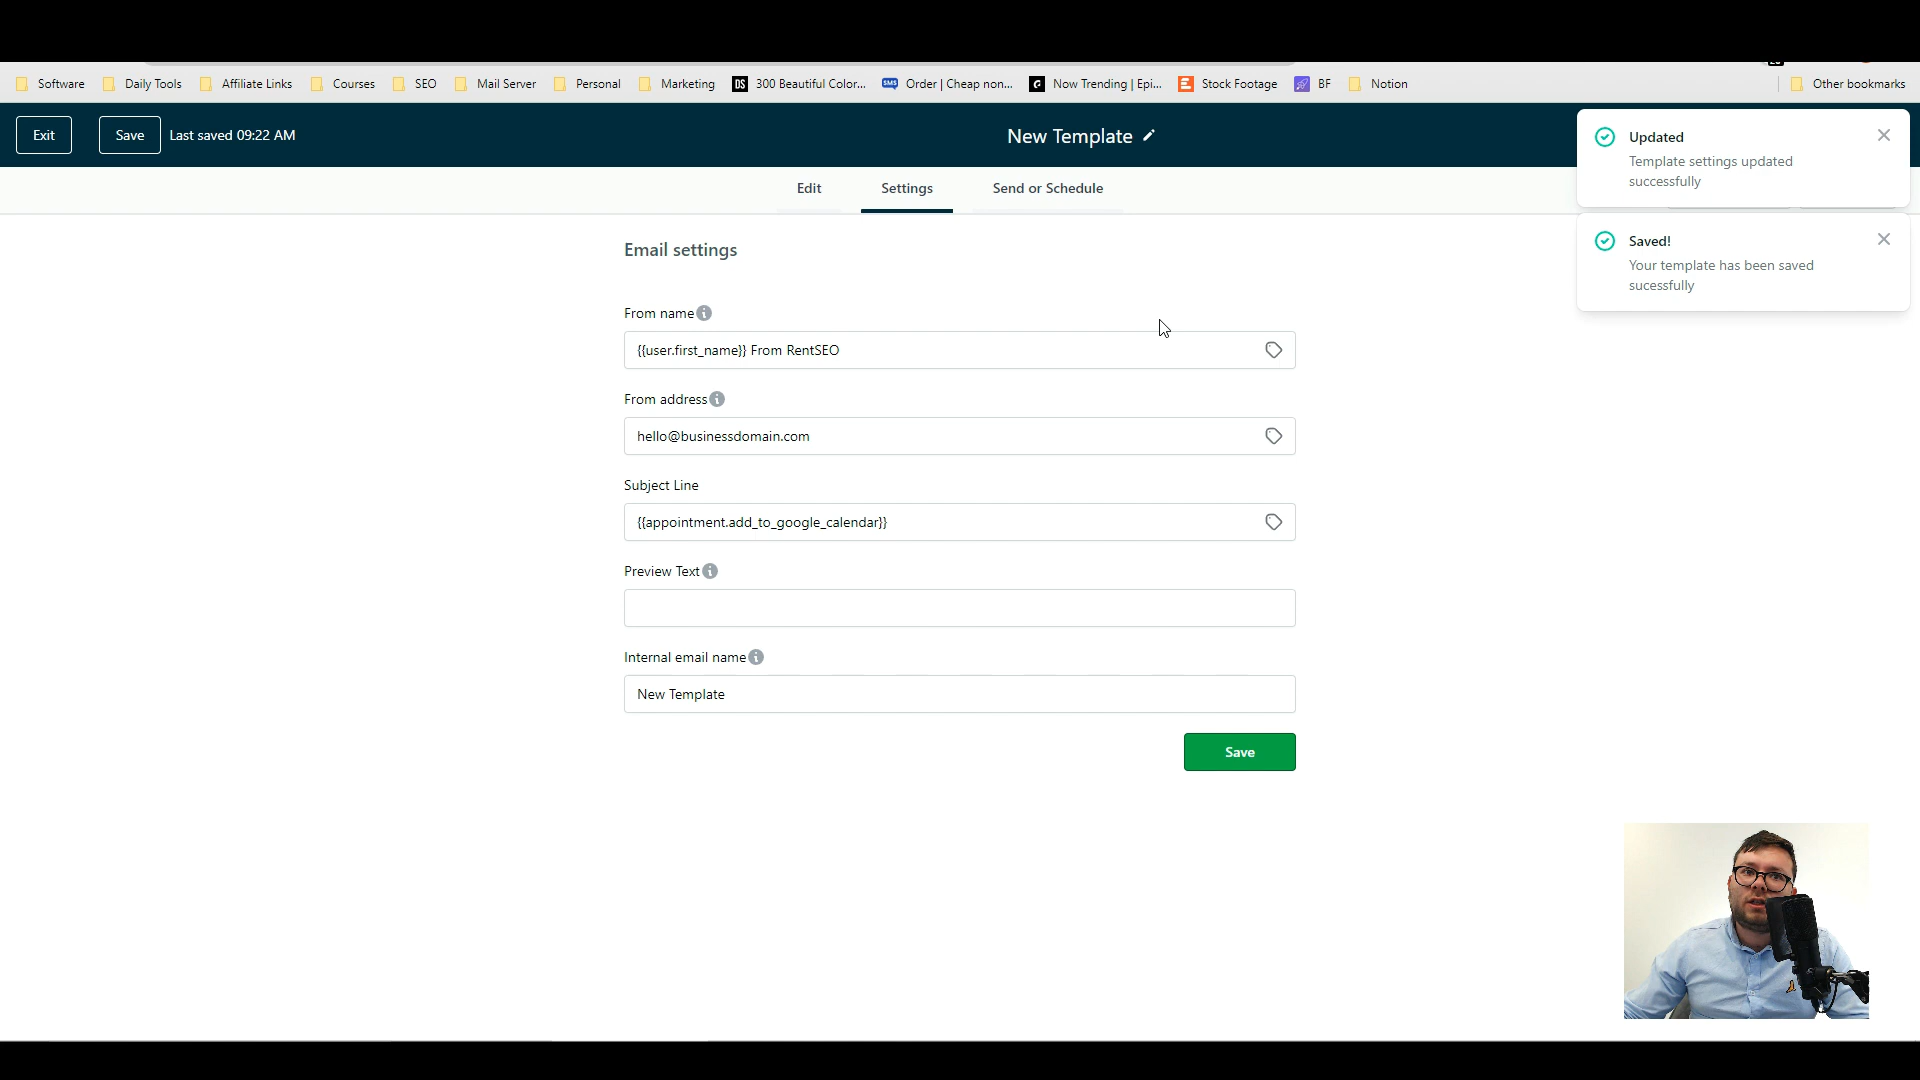 Software Daily Tools Affiliate Links Courses SEO Mail Server Personal Marketing DS 300 Beautiful Color... SMS Order | Cheap non... Now Trending | Epi... Stock Footage BF Notion Other bookmarks
Exit Save Last saved 09:22 AM New Template
Updated
Template settings updated
successfully
Edit Settings Send or Schedule
Saved!
Your template has been saved
sucessfully
Email settings
From name
{{user.first_name}} From RentSEO
From address
hello@businessdomain.com
Subject Line
{{appointment.add_to_google_calendar}}
Preview Text
Internal email name
New Template
Save